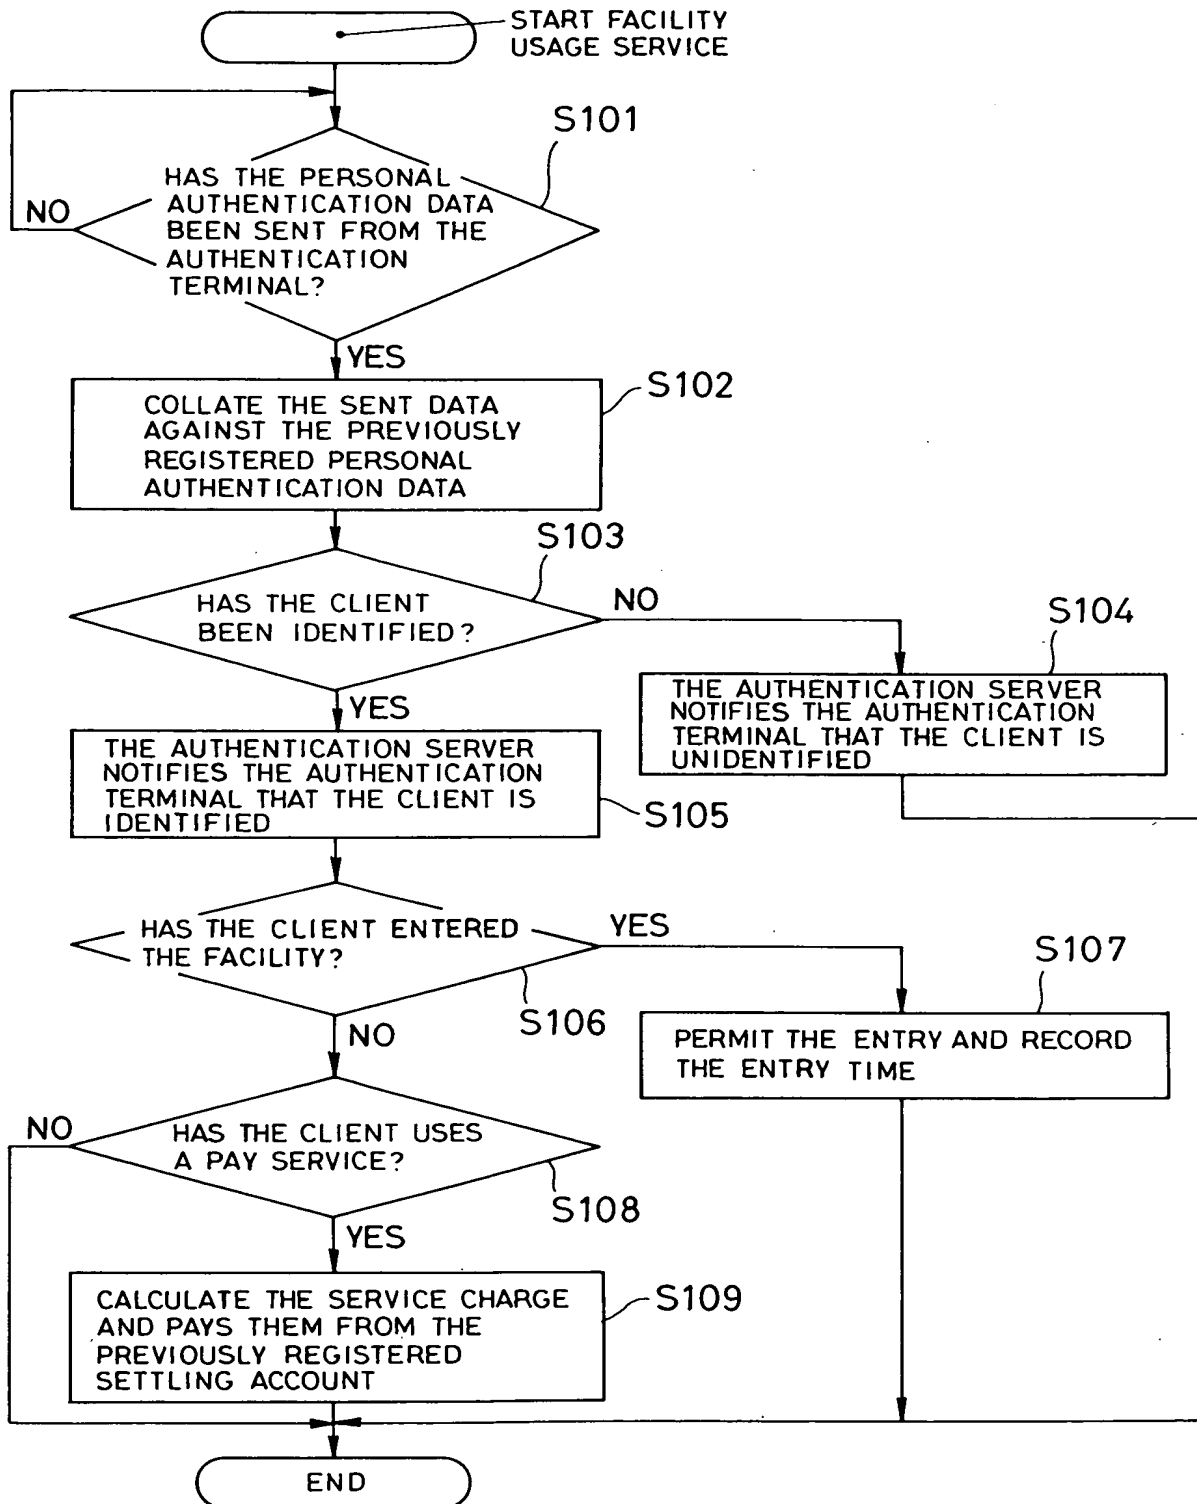 START FACILITY
USAGE SERVICE
S101
HAS THE PERSONAL
AUTHENTICATION DATA
BEEN SENT FROM THE
AUTHENTICATION
TERMINAL?
NO
YES
S102
COLLATE THE SENT DATA
AGAINST THE PREVIOUSLY
REGISTERED PERSONAL
AUTHENTICATION DATA
S103
HAS THE CLIENT
BEEN IDENTIFIED?
NO
S104
THE AUTHENTICATION SERVER
NOTIFIES THE AUTHENTICATION
TERMINAL THAT THE CLIENT IS
UNIDENTIFIED
YES
THE AUTHENTICATION SERVER
NOTIFIES THE AUTHENTICATION
TERMINAL THAT THE CLIENT IS
IDENTIFIED
S105
HAS THE CLIENT ENTERED
THE FACILITY?
YES
S106
S107
PERMIT THE ENTRY AND RECORD
THE ENTRY TIME
NO
HAS THE CLIENT USES
A PAY SERVICE?
NO
S108
YES
CALCULATE THE SERVICE CHARGE
AND PAYS THEM FROM THE
PREVIOUSLY REGISTERED
SETTLING ACCOUNT
S109
END